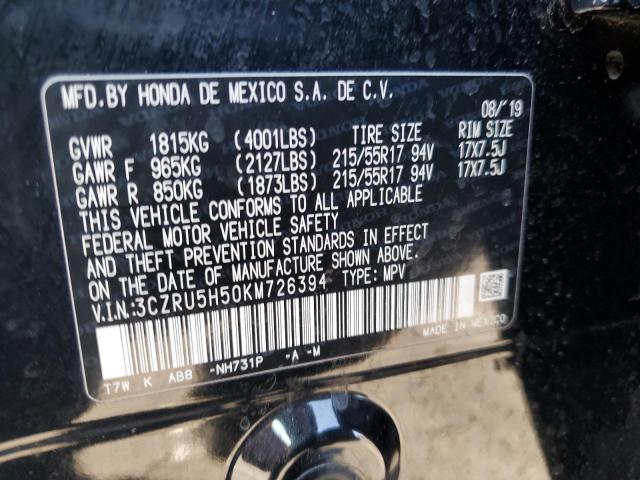 MFD.BY HONDA DE MEXICO S.A. DE C.V.
08/'19
GVWR 1815KG (4001LBS) TIRE SIZE RIM SIZE
GAWR F 965KG (2127LBS) 215/55R17 94V 17X7.5J
GAWR R 850KG (1873LBS) 215/55R17 94V 17X7.5J
THIS VEHICLE CONFORMS TO ALL APPLICABLE
FEDERAL MOTOR VEHICLE SAFETY
AND THEFT PREVENTION STANDARDS IN EFFECT
ON THE DATE OF MANUFACTURE SHOWN ABOVE.
V.I.N:3CZRU5H50KM726394 TYPE: MPV
MADE IN MEXICO
T7W K AB8 -NH731P -A -M